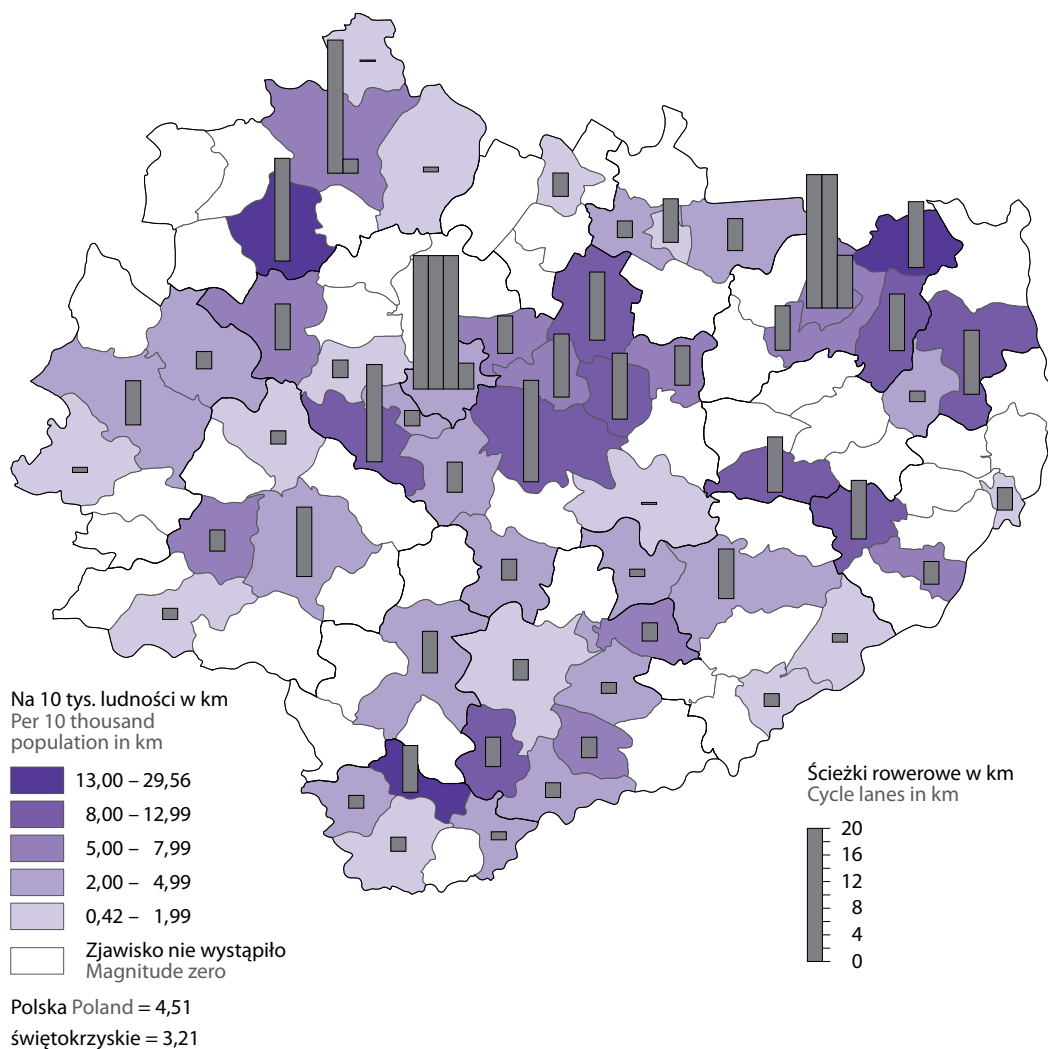 Na 10 tys. ludności w km
Per 10 thousand
population in km
13,00 – 29,56
8,00 – 12,99
5,00 – 7,99
2,00 – 4,99
0,42 – 1,99
Zjawisko nie wystąpiło
Magnitude zero
Polska Poland = 4,51
świętokrzyskie = 3,21
Ścieżki rowerowe w km
Cycle lanes in km
20
16
12
8
4
0